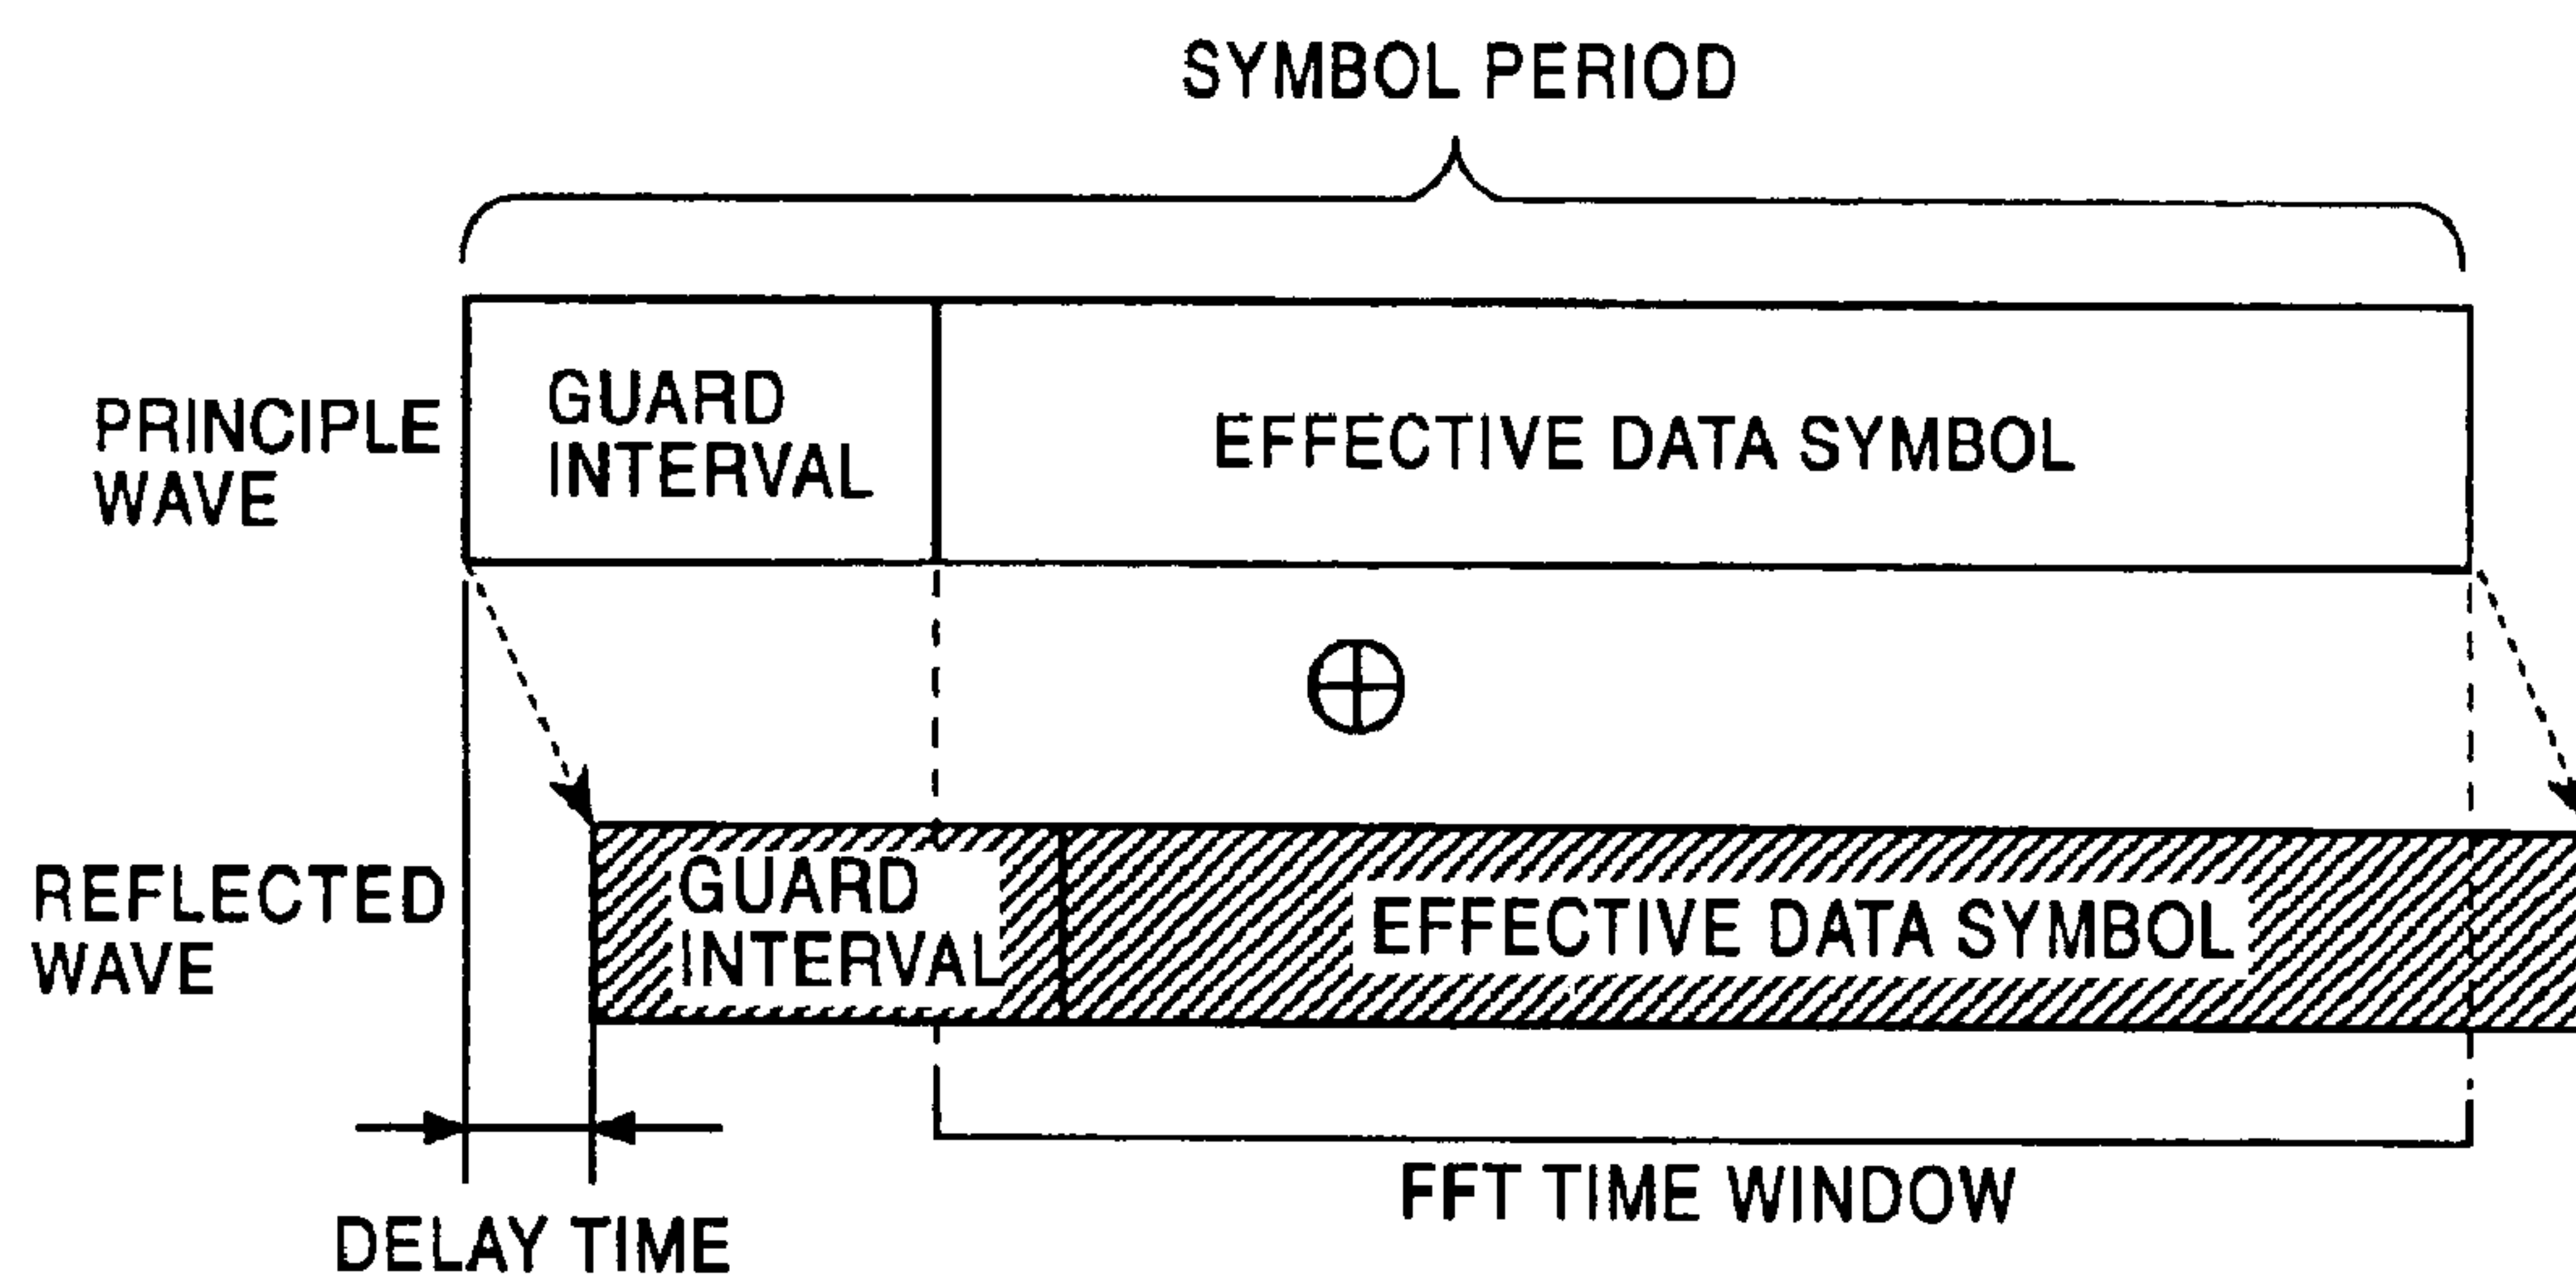 SYMBOL PERIOD
PRINCIPLE
WAVE
GUARD
INTERVAL
EFFECTIVE DATA SYMBOL
REFLECTED
WAVE
GUARD
INTERVAL
EFFECTIVE DATA SYMBOL
DELAY TIME
FFT TIME WINDOW